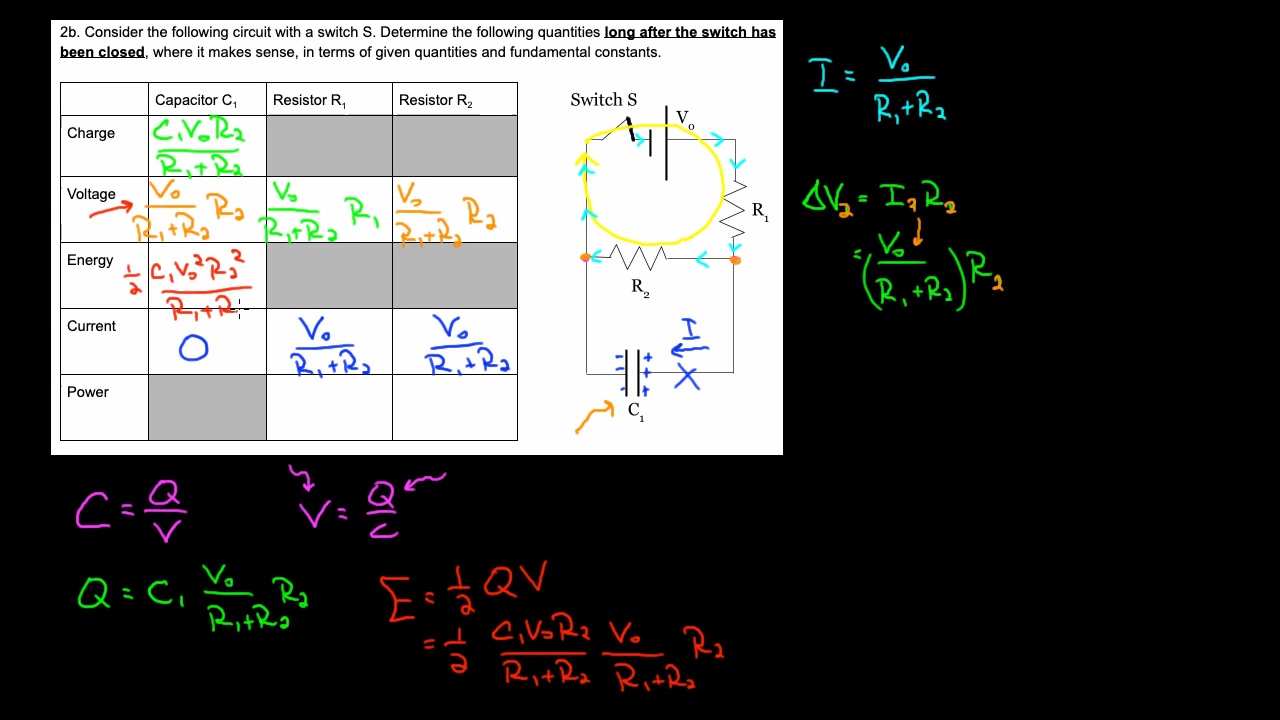 2b. Consider the following circuit with a switch S. Determine the following quantities long after the switch has
been closed, where it makes sense, in terms of given quantities and fundamental constants.
Capacitor C₁ Resistor R₁ Resistor R₂
Charge C₁V₀R₂ / R₁+R₂
Voltage V₀ / R₁+R₂ R₂ V₀ / R₁+R₂ R₁ V₀ / R₁+R₂ R₂
Energy 1/2 C₁V₀²R₂² / R₁+R
Current 0 V₀ / R₁+R₂ V₀ / R₁+R₂
Power
Switch S
V₀
R₁
R₂
I
- +
- +
- +
X
C₁
I = V₀ / R₁+R₂
ΔV₂ = I₂R₂
= (V₀ / R₁+R₂) R₂
C = Q / V
V = Q / C
Q = C₁ V₀ / R₁+R₂ R₂
Σ = 1/2 QV
= 1/2 C₁V₀R₂ / R₁+R₂ V₀ / R₁+R₂ R₂